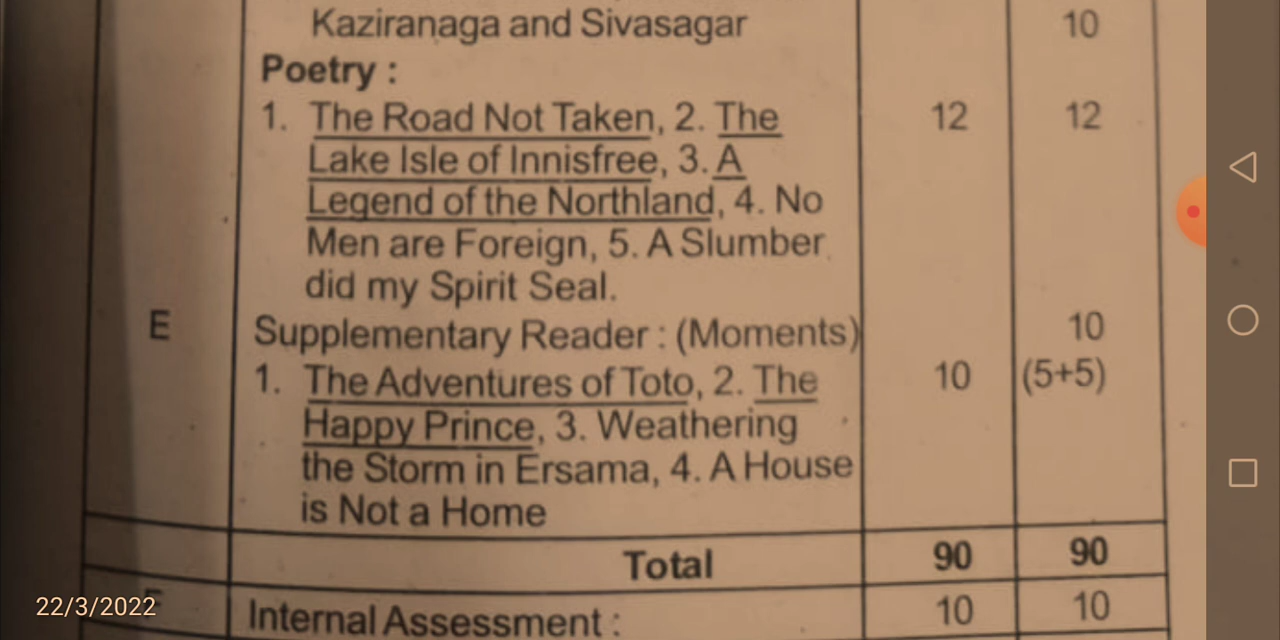 Kaziranaga and Sivasagar 10
Poetry :
1. The Road Not Taken, 2. The 12 12
Lake Isle of Innisfree, 3. A
Legend of the Northland, 4. No
Men are Foreign, 5. A Slumber
did my Spirit Seal.
E Supplementary Reader : (Moments) 10
1. The Adventures of Toto, 2. The 10 (5+5)
Happy Prince, 3. Weathering
the Storm in Ersama, 4. A House
is Not a Home
Total 90 90
Internal Assessment : 10 10
22/3/2022